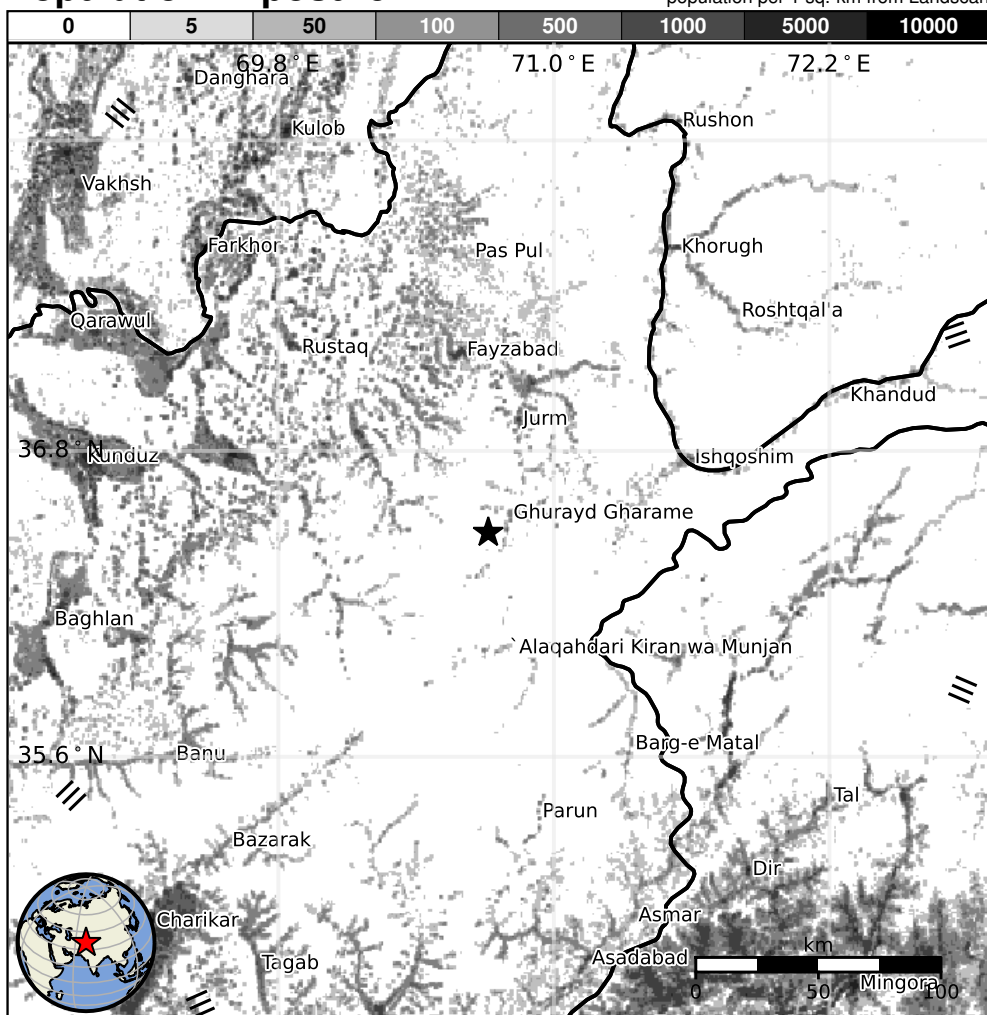 population per 1 sq. km from Landscan
0 5 50 100 500 1000 5000 10000
69.8°E 71.0°E 72.2°E
Danghara
Kulob
Rushon
Vakhsh
Farkhor
Pas Pul
Khorugh
Qarawul
Roshtqal'a
Rustaq
Fayzabad
Khandud
Jurm
36.8°N
Kunduz
Ishqoshim
Ghurayd Gharame
Baghlan
`Alaqahdari Kiran wa Munjan
35.6°N
Banu
Barg-e Matal
Parun
Tal
Bazarak
Dir
Charikar
Asmar
Asadabad
Tagab
km
Mingora
0 50 100